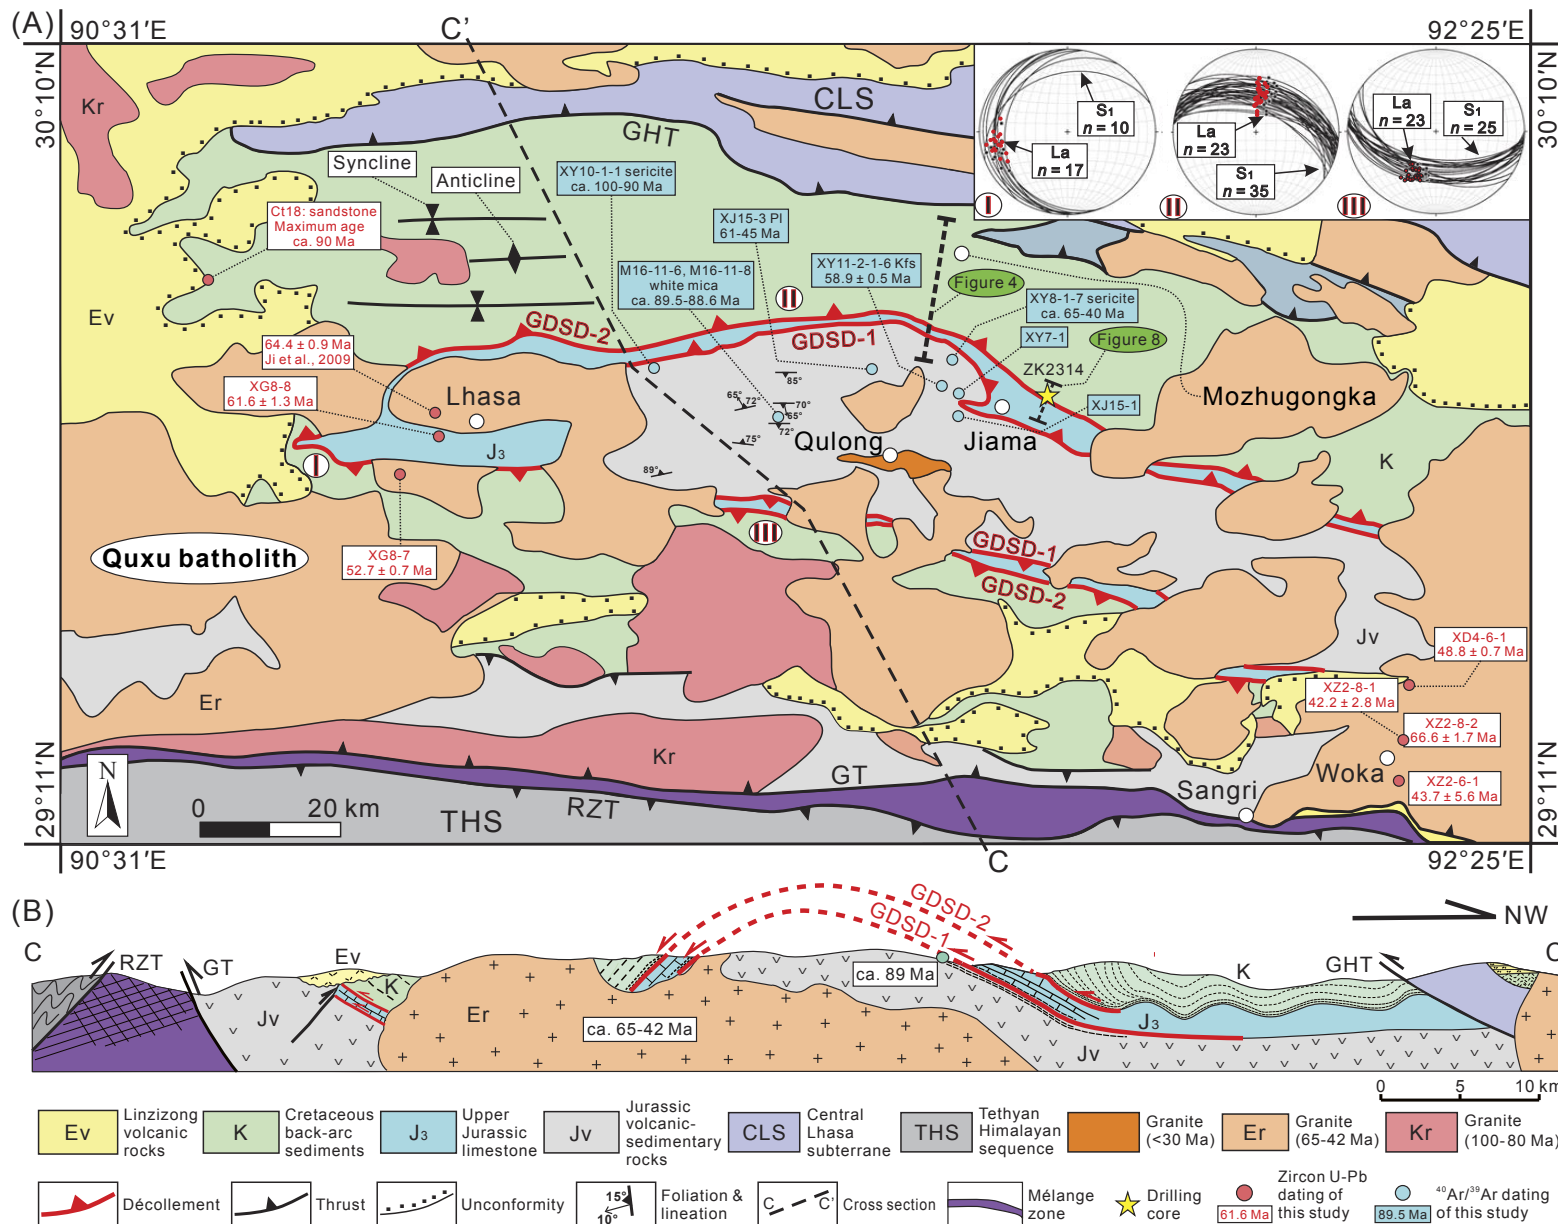 (A)
90°31′E
C’
92°25′E
30°10′N
30°10′N
Kr
CLS
GHT
S1
n = 10
La
n = 17
I
La
n = 23
S1
n = 35
II
La
n = 23
S1
n = 25
III
Syncline
Anticline
XY10-1-1 sericite
ca. 100-90 Ma
Ct18: sandstone
Maximum age
ca. 90 Ma
XJ15-3 Pl
61-45 Ma
M16-11-6, M16-11-8
white mica
ca. 89.5-88.6 Ma
XY11-2-1-6 Kfs
58.9 ± 0.5 Ma
Figure 4
XY8-1-7 sericite
ca. 65-40 Ma
XY7-1
Figure 8
ZK2314
XJ15-1
Ev
II
GDSD-2
GDSD-1
64.4 ± 0.9 Ma
Ji et al., 2009
XG8-8
61.6 ± 1.3 Ma
Lhasa
85°
65°
72°
70°
65°
72°
75°
89°
Qulong
Jiama
Mozhugongka
J3
I
K
III
Quxu batholith
XG8-7
52.7 ± 0.7 Ma
GDSD-1
GDSD-2
Jv
XD4-6-1
48.8 ± 0.7 Ma
XZ2-8-1
42.2 ± 2.8 Ma
XZ2-8-2
66.6 ± 1.7 Ma
XZ2-6-1
43.7 ± 5.6 Ma
Er
Kr
GT
Sangri
Woka
29°11′N
29°11′N
N
0 20 km
THS
RZT
90°31′E
C
92°25′E
(B)
GDSD-2
GDSD-1
NW
C
RZT
GT
Ev
K
Jv
Er
ca. 65-42 Ma
ca. 89 Ma
J3
Jv
K
GHT
C
0 5 10 km
Ev
Linzizong
volcanic
rocks
K
Cretaceous
back-arc
sediments
J3
Upper
Jurassic
limestone
Jv
Jurassic
volcanic-
sedimentary
rocks
CLS
Central
Lhasa
subterrane
THS
Tethyan
Himalayan
sequence
Granite
(<30 Ma)
Er
Granite
(65-42 Ma)
Kr
Granite
(100-80 Ma)
Décollement
Thrust
Unconformity
15°
10°
Foliation &
lineation
C C’
Cross section
Mélange
zone
Drilling
core
61.6 Ma
Zircon U-Pb
dating of
this study
89.5 Ma
40Ar/39Ar dating
of this study